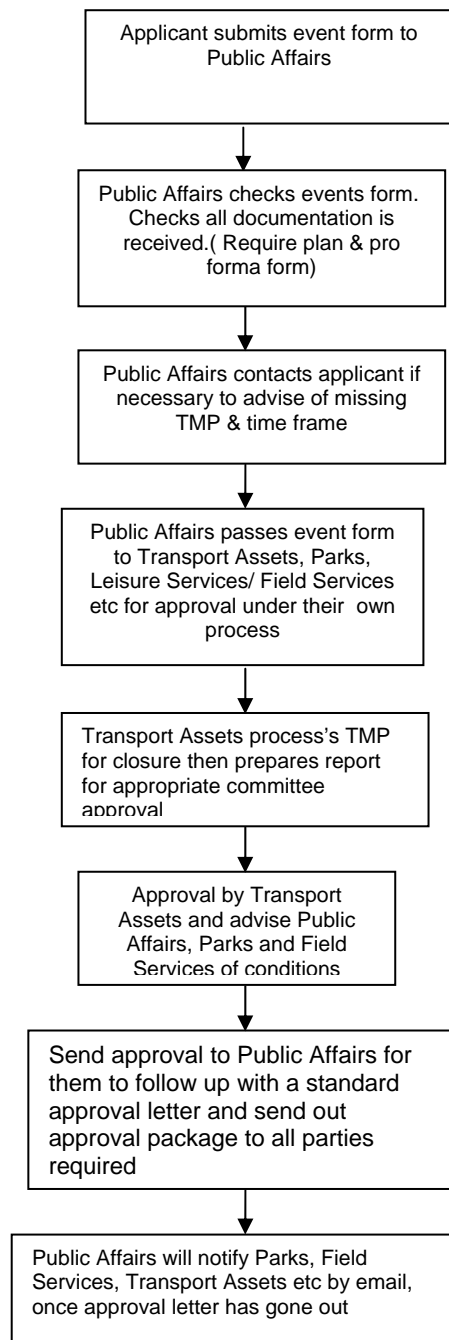 Applicant submits event form to
Public Affairs
Public Affairs checks events form.
Checks all documentation is
received.( Require plan & pro
forma form)
Public Affairs contacts applicant if
necessary to advise of missing
TMP & time frame
Public Affairs passes event form
to Transport Assets, Parks,
Leisure Services/ Field Services
etc for approval under their own
process
Transport Assets process's TMP
for closure then prepares report
for appropriate committee
approval
Approval by Transport
Assets and advise Public
Affairs, Parks and Field
Services of conditions
Send approval to Public Affairs for
them to follow up with a standard
approval letter and send out
approval package to all parties
required
Public Affairs will notify Parks, Field
Services, Transport Assets etc by email,
once approval letter has gone out